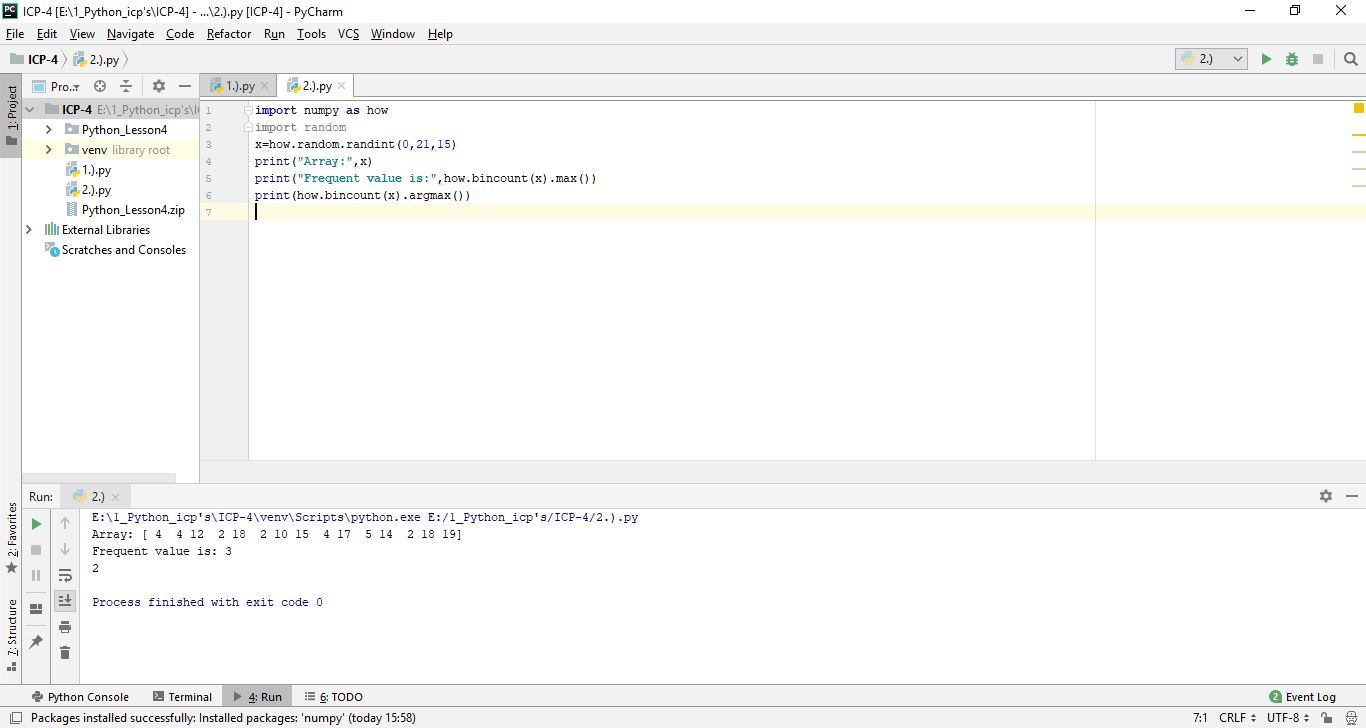 ICP-4 [E:\1_Python_icp's\ICP-4] - ...\2.).py [ICP-4] - PyCharm
File Edit View Navigate Code Refactor Run Tools VCS Window Help
ICP-4 2.).py
2.)
1: Project
Pro..
1.).py
2.).py
ICP-4 E:\1_Python_icp's\
Python_Lesson4
venv library root
1.).py
2.).py
Python_Lesson4.zip
External Libraries
Scratches and Consoles
1 import numpy as how
2 import random
3 x=how.random.randint(0,21,15)
4 print("Array:",x)
5 print("Frequent value is:",how.bincount(x).max())
6 print(how.bincount(x).argmax())
7
2: Favorites
7: Structure
Run: 2.)
E:\1_Python_icp's\ICP-4\venv\Scripts\python.exe E:/1_Python_icp's/ICP-4/2.).py
Array: [ 4  4 12  2 18  2 10 15  4 17  5 14  2 18 19]
Frequent value is: 3
2
Process finished with exit code 0
Python Console Terminal 4: Run 6: TODO 2 Event Log
Packages installed successfully: Installed packages: 'numpy' (today 15:58) 7:1 CRLF UTF-8